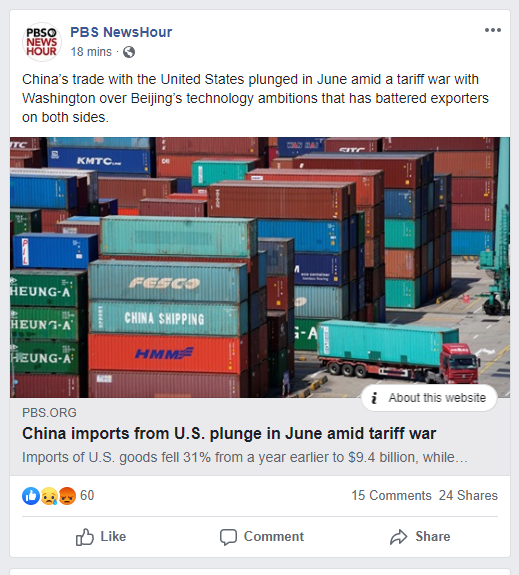 PBS
NEWS
HOUR
PBS NewsHour
18 mins ·
China's trade with the United States plunged in June amid a tariff war with
Washington over Beijing's technology ambitions that has battered exporters
on both sides.
KMTC
SITC
FESCO
HEUNG-A
CHINA SHIPPING
HEUNG-A
HMM
HEUNG-A
About this website
PBS.ORG
China imports from U.S. plunge in June amid tariff war
Imports of U.S. goods fell 31% from a year earlier to $9.4 billion, while…
60
15 Comments 24 Shares
Like
Comment
Share